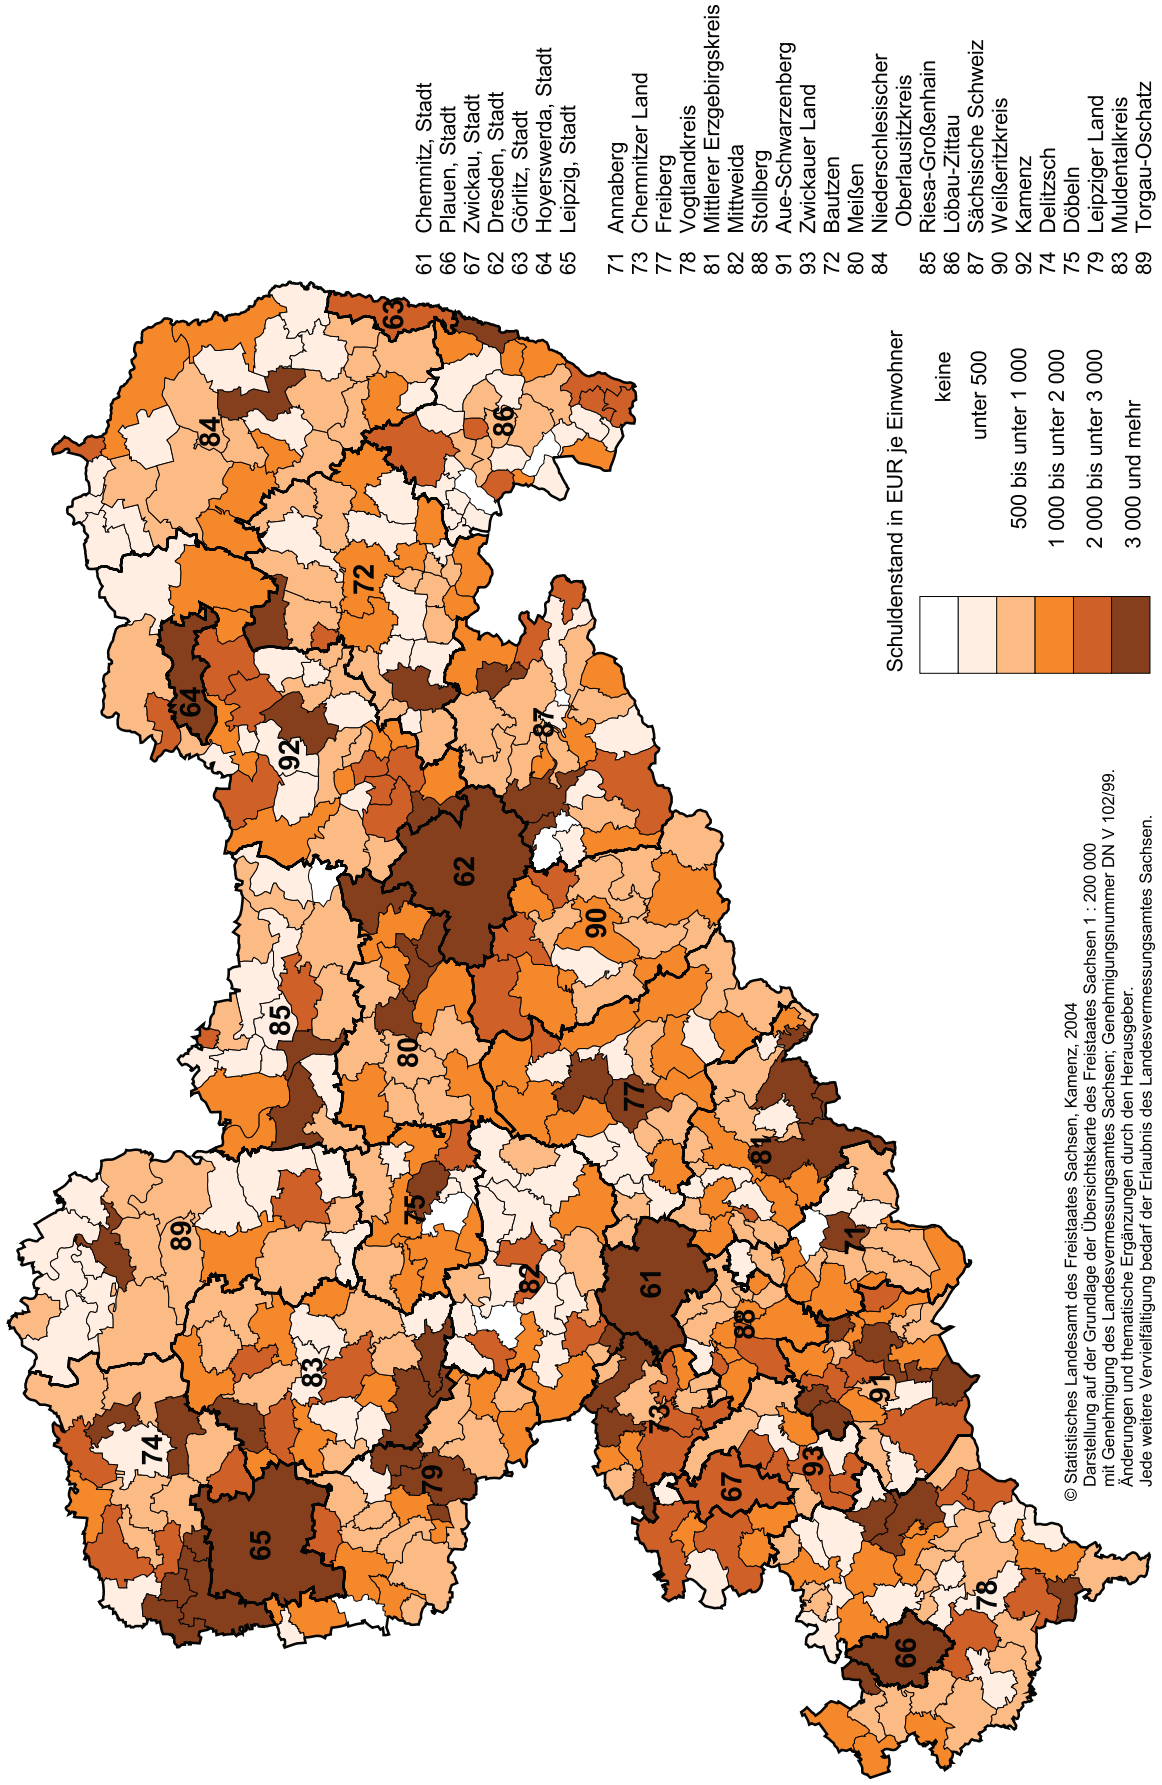 61 Chemnitz, Stadt
66 Plauen, Stadt
67 Zwickau, Stadt
62 Dresden, Stadt
63 Görlitz, Stadt
64 Hoyerswerda, Stadt
65 Leipzig, Stadt
71 Annaberg
73 Chemnitzer Land
77 Freiberg
78 Vogtlandkreis
81 Mittlerer Erzgebirgskreis
82 Mittweida
88 Stollberg
91 Aue-Schwarzenberg
93 Zwickauer Land
72 Bautzen
80 Meißen
84 Niederschlesischer
Oberlausitzkreis
85 Riesa-Großenhain
86 Löbau-Zittau
87 Sächsische Schweiz
90 Weißeritzkreis
92 Kamenz
74 Delitzsch
75 Döbeln
79 Leipziger Land
83 Muldentalkreis
89 Torgau-Oschatz
Schuldenstand in EUR je Einwohner
keine
unter 500
500 bis unter 1 000
1 000 bis unter 2 000
2 000 bis unter 3 000
3 000 und mehr
65
74
89
79
83
82
75
85
80
62
92
64
72
84
86
63
87
90
77
81
71
61
88
91
73
67
93
66
78
© Statistisches Landesamt des Freistaates Sachsen, Kamenz, 2004
Darstellung auf der Grundlage der Übersichtskarte des Freistaates Sachsen 1 : 200 000
mit Genehmigung des Landesvermessungsamtes Sachsen; Genehmigungsnummer DN V 102/99.
Änderungen und thematische Ergänzungen durch den Herausgeber.
Jede weitere Vervielfältigung bedarf der Erlaubnis des Landesvermessungsamtes Sachsen.